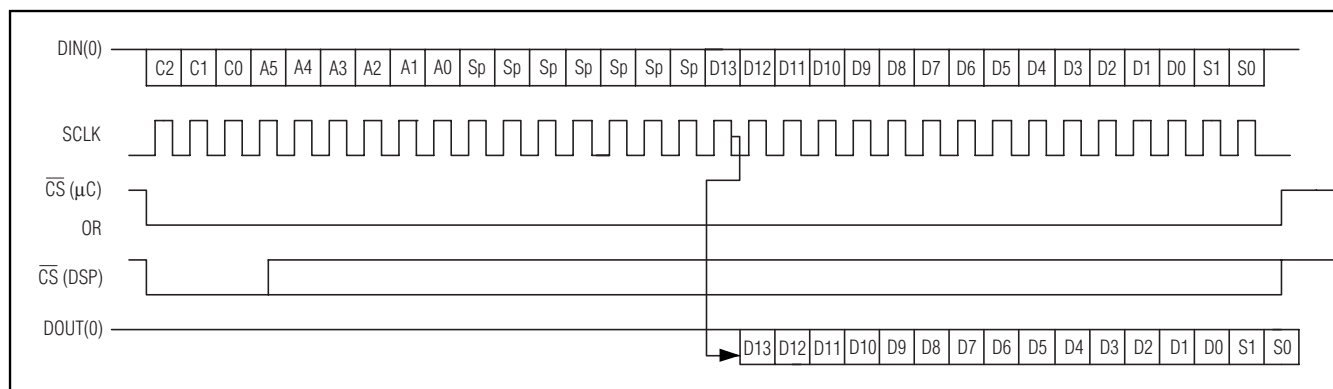 DIN(0) C2 C1 C0 A5 A4 A3 A2 A1 A0 Sp Sp Sp Sp Sp Sp Sp D13 D12 D11 D10 D9 D8 D7 D6 D5 D4 D3 D2 D1 D0 S1 S0
SCLK
C̅S̅ (μC)
OR
C̅S̅ (DSP)
DOUT(0) D13 D12 D11 D10 D9 D8 D7 D6 D5 D4 D3 D2 D1 D0 S1 S0